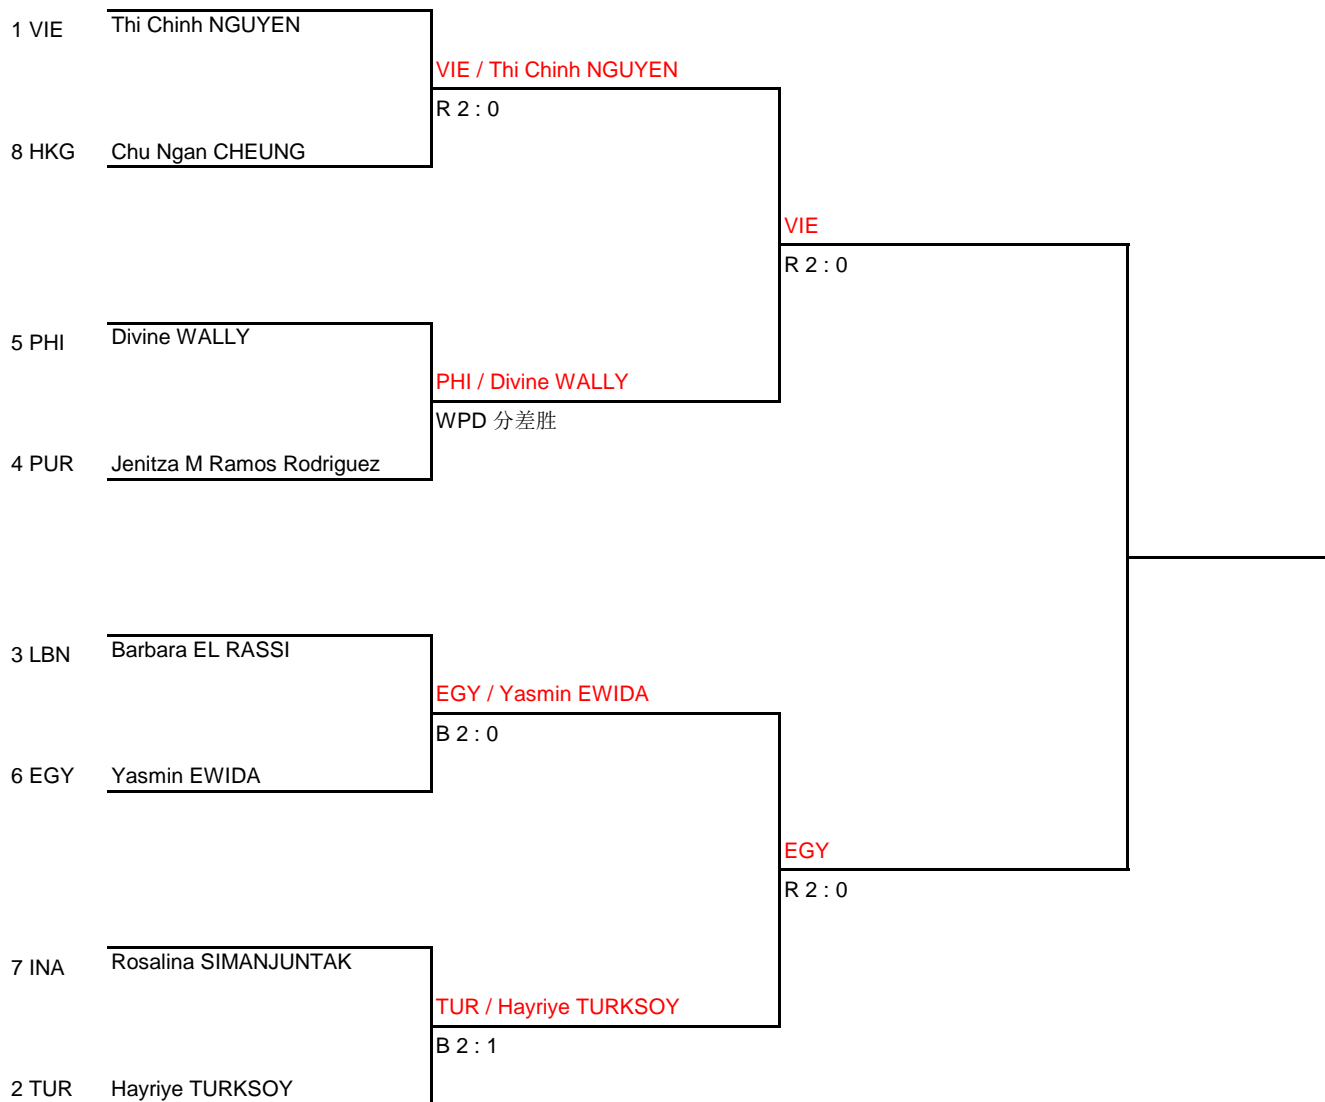 1 VIE Thi Chinh NGUYEN
VIE / Thi Chinh NGUYEN
R 2 : 0
8 HKG Chu Ngan CHEUNG
VIE
R 2 : 0
5 PHI Divine WALLY
PHI / Divine WALLY
WPD 分差胜
4 PUR Jenitza M Ramos Rodriguez
3 LBN Barbara EL RASSI
EGY / Yasmin EWIDA
B 2 : 0
6 EGY Yasmin EWIDA
EGY
R 2 : 0
7 INA Rosalina SIMANJUNTAK
TUR / Hayriye TURKSOY
B 2 : 1
2 TUR Hayriye TURKSOY